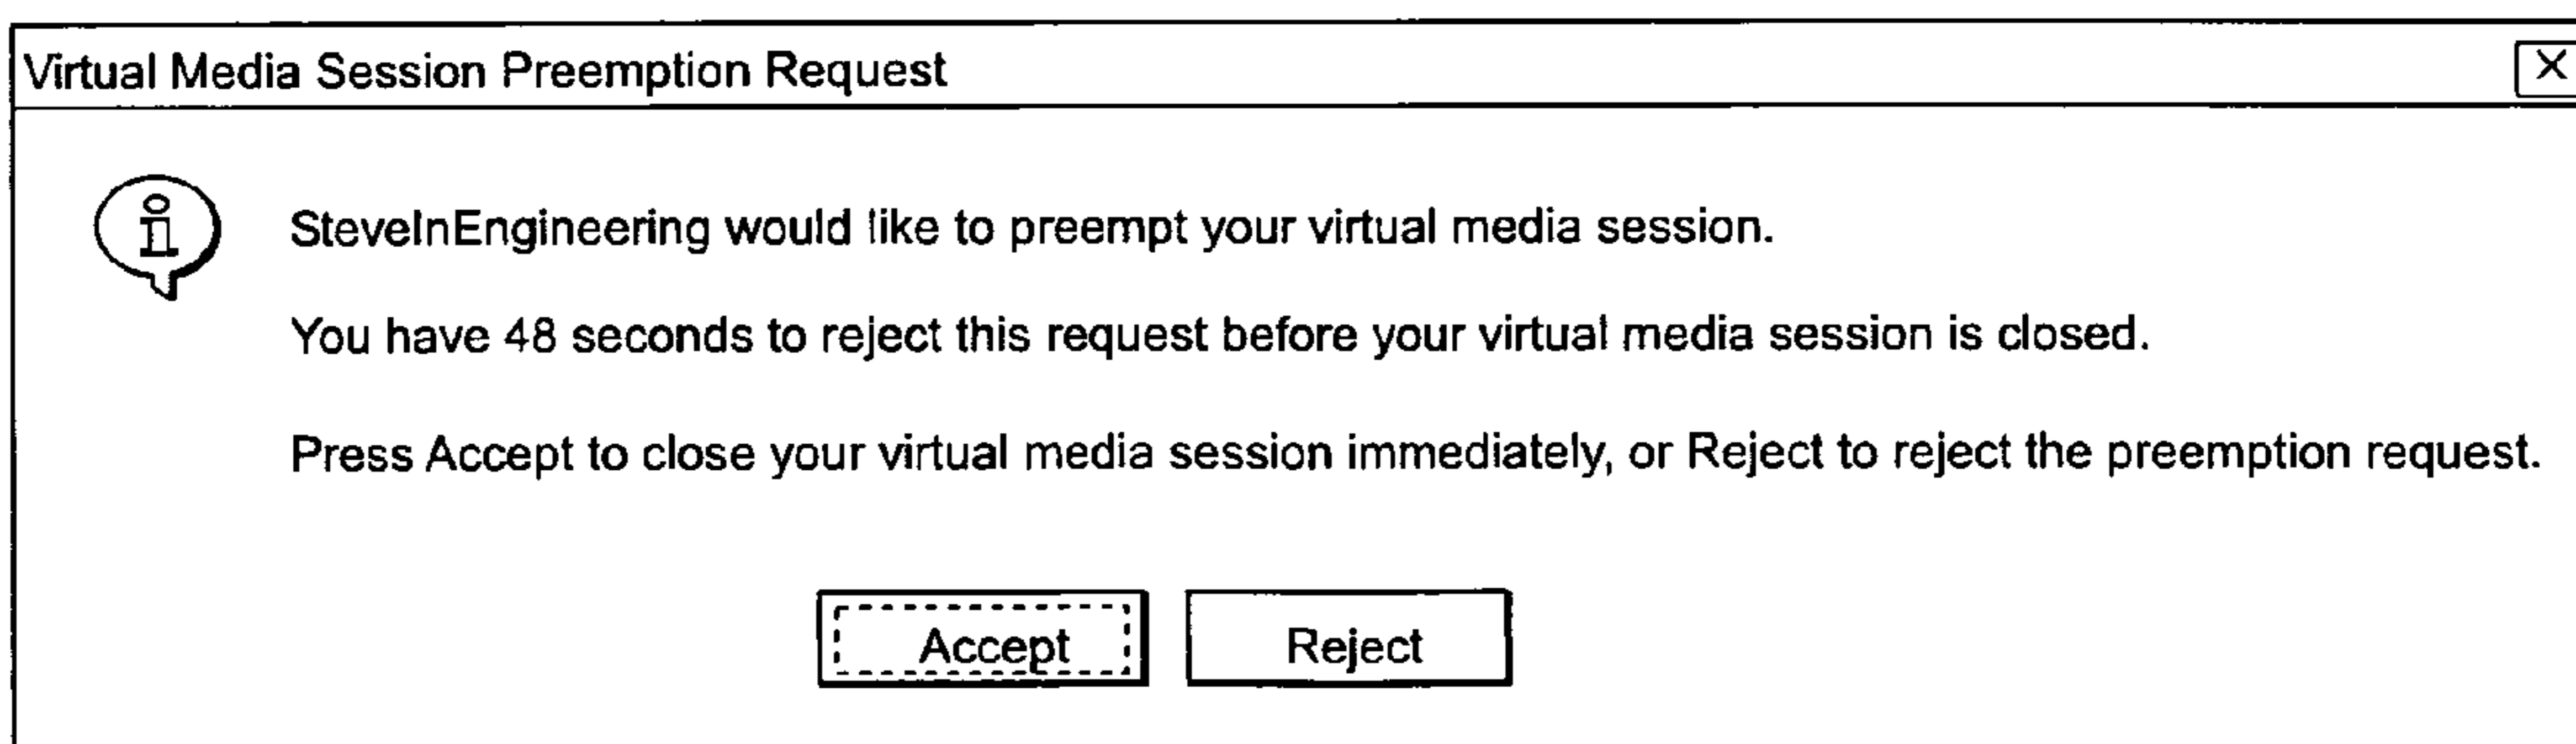 Virtual Media Session Preemption Request X
i SteveInEngineering would like to preempt your virtual media session.
You have 48 seconds to reject this request before your virtual media session is closed.
Press Accept to close your virtual media session immediately, or Reject to reject the preemption request.
Accept Reject